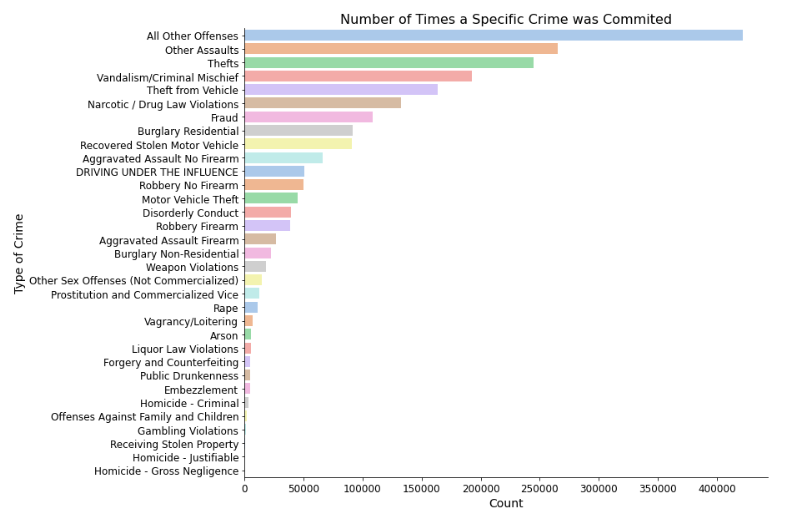 Number of Times a Specific Crime was Commited
Type of Crime
All Other Offenses
Other Assaults
Thefts
Vandalism/Criminal Mischief
Theft from Vehicle
Narcotic / Drug Law Violations
Fraud
Burglary Residential
Recovered Stolen Motor Vehicle
Aggravated Assault No Firearm
DRIVING UNDER THE INFLUENCE
Robbery No Firearm
Motor Vehicle Theft
Disorderly Conduct
Robbery Firearm
Aggravated Assault Firearm
Burglary Non-Residential
Weapon Violations
Other Sex Offenses (Not Commercialized)
Prostitution and Commercialized Vice
Rape
Vagrancy/Loitering
Arson
Liquor Law Violations
Forgery and Counterfeiting
Public Drunkenness
Embezzlement
Homicide - Criminal
Offenses Against Family and Children
Gambling Violations
Receiving Stolen Property
Homicide - Justifiable
Homicide - Gross Negligence
0 50000 100000 150000 200000 250000 300000 350000 400000
Count